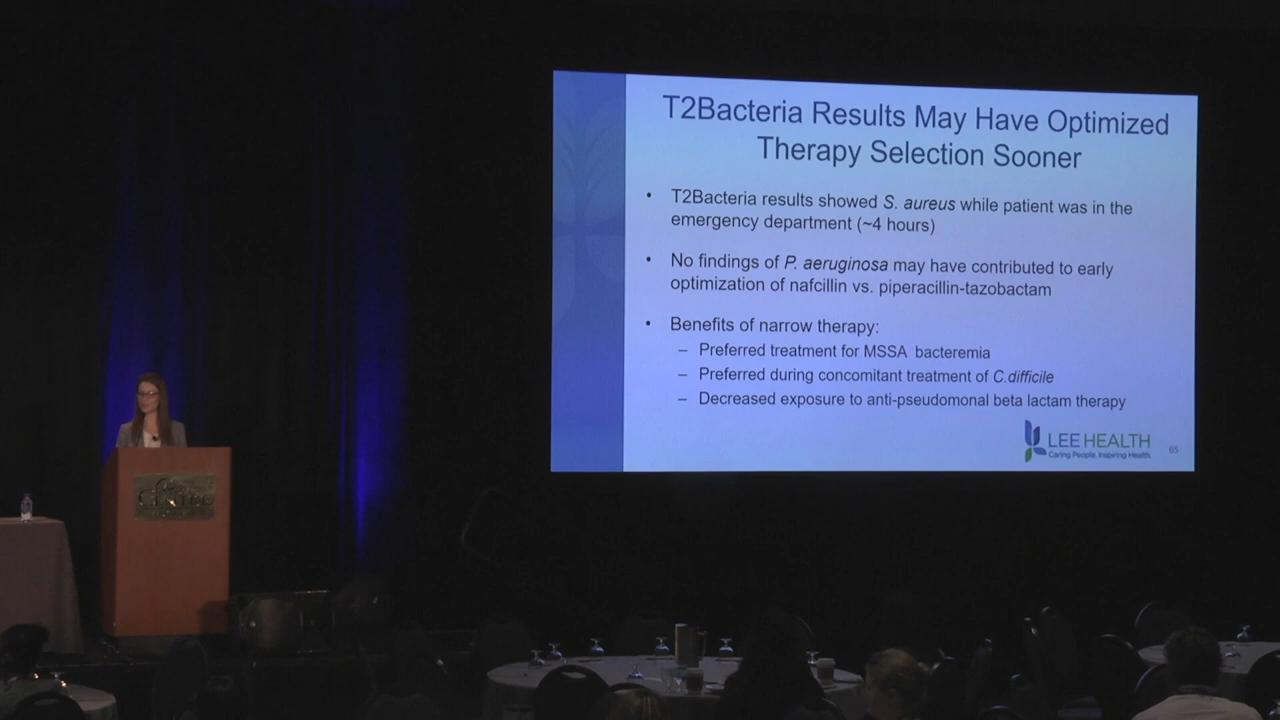 T2Bacteria Results May Have Optimized
Therapy Selection Sooner
• T2Bacteria results showed S. aureus while patient was in the
emergency department (~4 hours)
• No findings of P. aeruginosa may have contributed to early
optimization of nafcillin vs. piperacillin-tazobactam
• Benefits of narrow therapy:
– Preferred treatment for MSSA bacteremia
– Preferred during concomitant treatment of C.difficile
– Decreased exposure to anti-pseudomonal beta lactam therapy
LEE HEALTH
Caring People. Inspiring Health.
65